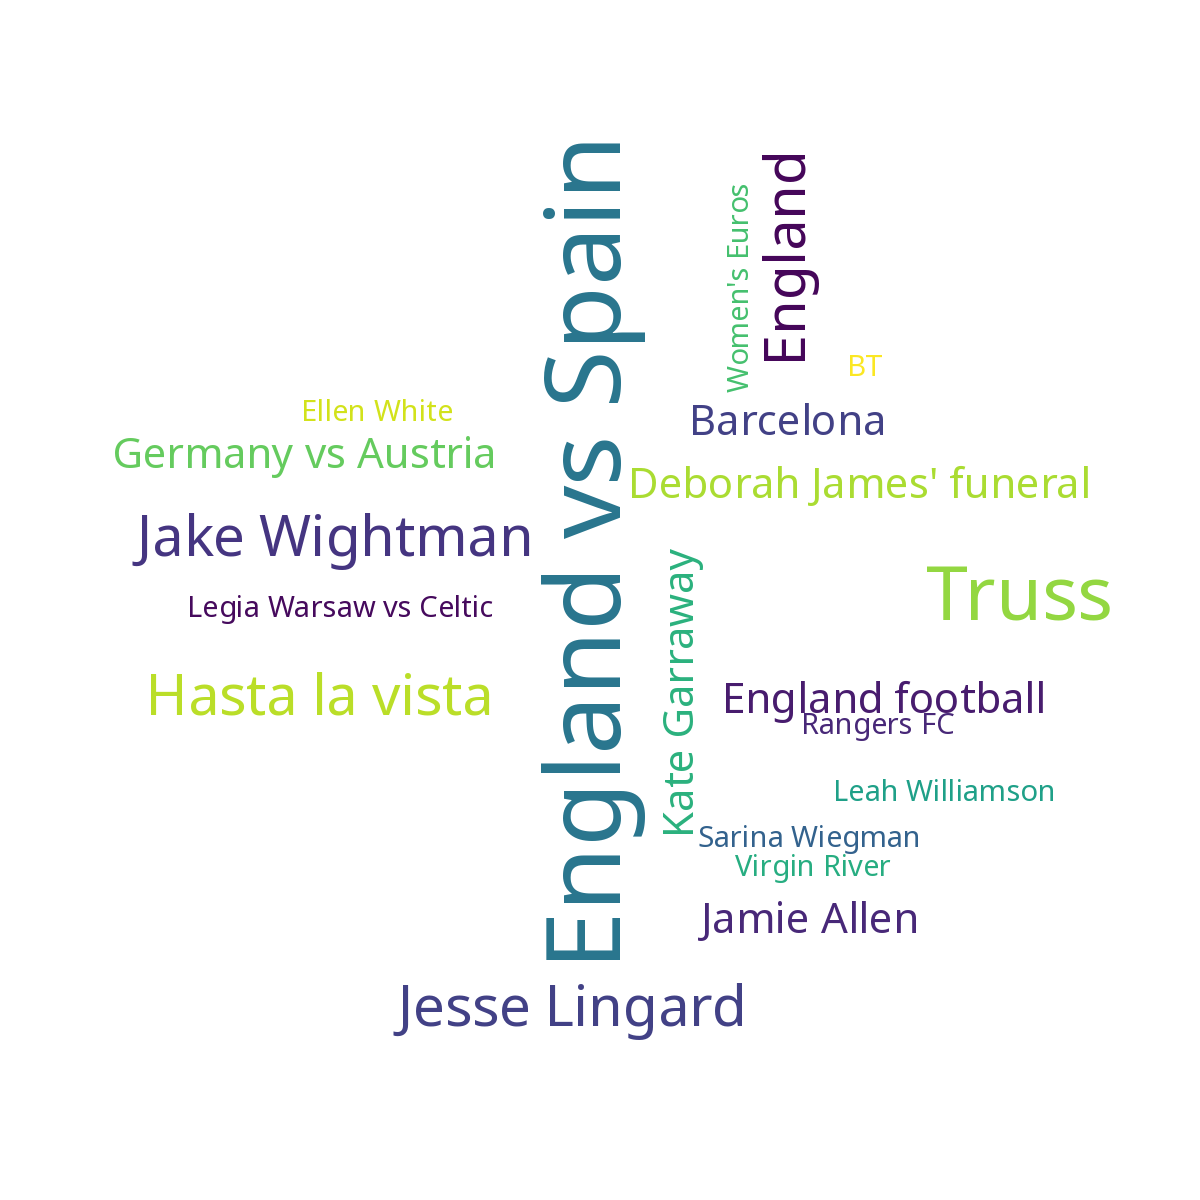 England vs Spain
Women's Euros
England
BT
Ellen White
Barcelona
Germany vs Austria
Deborah James' funeral
Jake Wightman
Kate Garraway
Truss
Legia Warsaw vs Celtic
Hasta la vista
England football
Rangers FC
Leah Williamson
Sarina Wiegman
Virgin River
Jamie Allen
Jesse Lingard